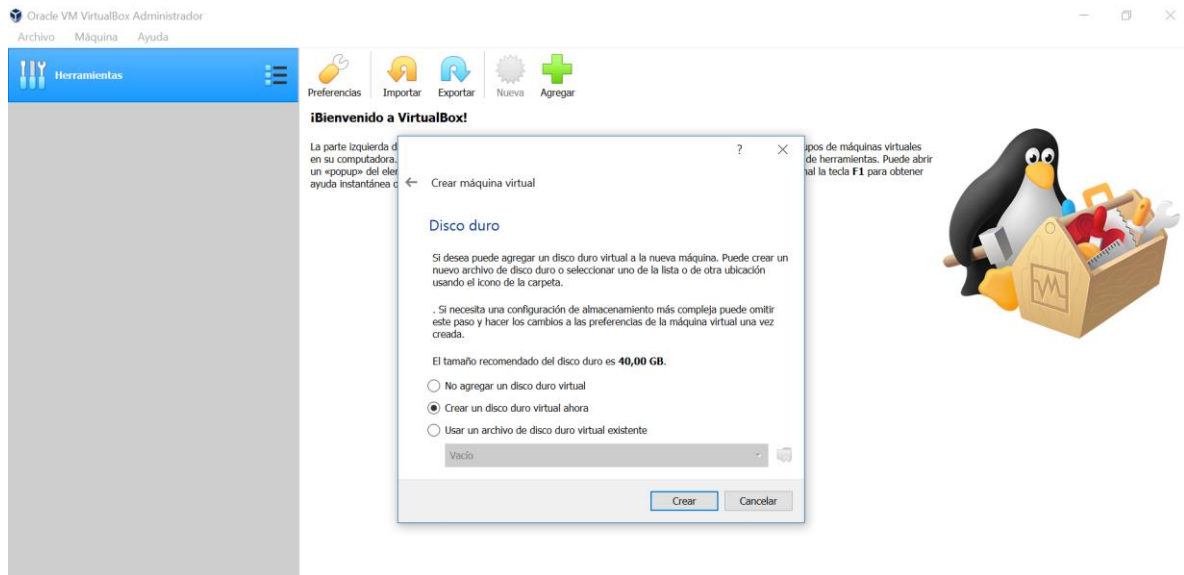 Oracle VM VirtualBox Administrador
Archivo Máquina Ayuda
Herramientas
Preferencias Importar Exportar Nueva Agregar
¡Bienvenido a VirtualBox!
La parte izquierda d
en su computadora.
un «popup» del eler
ayuda instantánea c
upos de máquinas virtuales
de herramientas. Puede abrir
nal la tecla F1 para obtener
?
Crear máquina virtual
Disco duro
Si desea puede agregar un disco duro virtual a la nueva máquina. Puede crear un
nuevo archivo de disco duro o seleccionar uno de la lista o de otra ubicación
usando el icono de la carpeta.
. Si necesita una configuración de almacenamiento más compleja puede omitir
este paso y hacer los cambios a las preferencias de la máquina virtual una vez
creada.
El tamaño recomendado del disco duro es 40,00 GB.
No agregar un disco duro virtual
Crear un disco duro virtual ahora
Usar un archivo de disco duro virtual existente
Vacío
Crear Cancelar